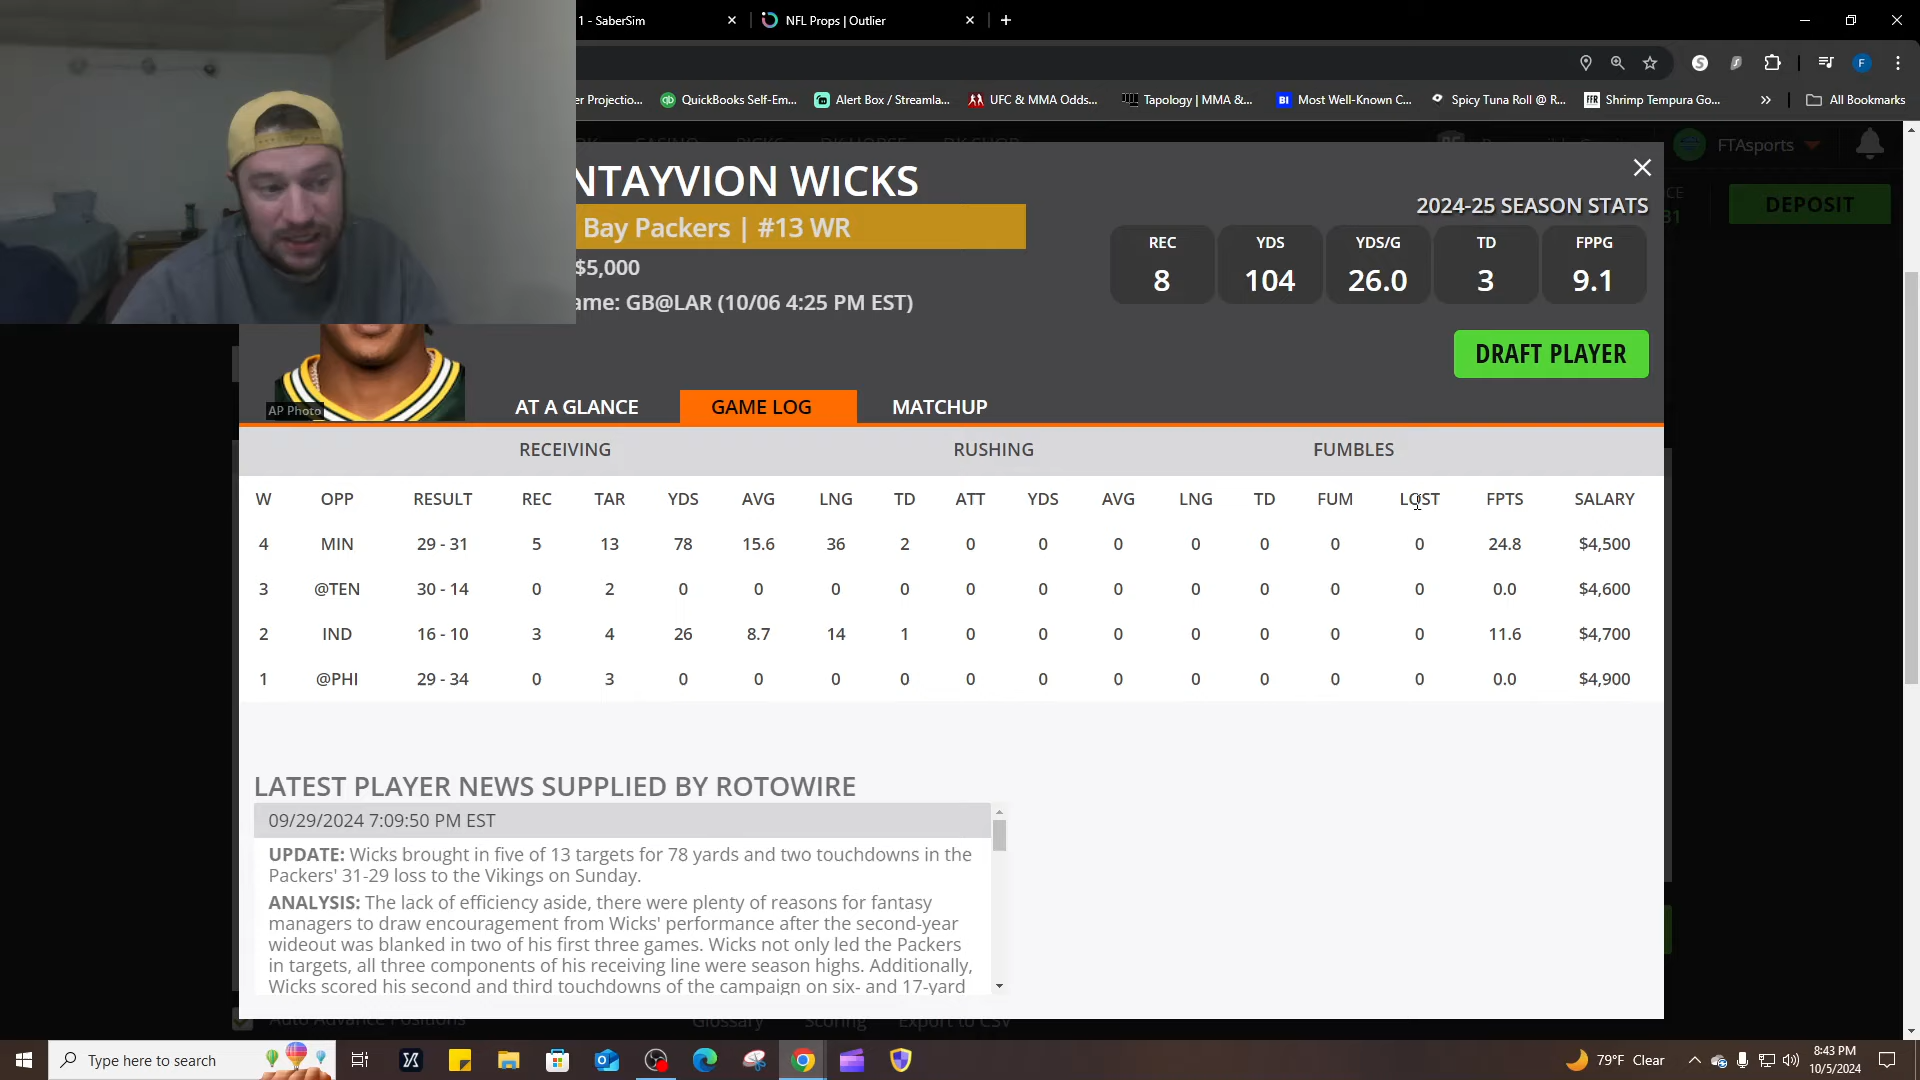 1 - SaberSim
NFL Props | Outlier
er Projectio...
QuickBooks Self-Em...
Alert Box / Streamla...
UFC & MMA Odds...
Tapology | MMA &...
BI Most Well-Known C...
Spicy Tuna Roll @ R...
FFR Shrimp Tempura Go...
» All Bookmarks
FTAsports
DEPOSIT
NTAYVION WICKS
Bay Packers | #13 WR
$5,000
ame: GB@LAR (10/06 4:25 PM EST)
2024-25 SEASON STATS
REC YDS YDS/G TD FPPG
8 104 26.0 3 9.1
DRAFT PLAYER
AP Photo
AT A GLANCE GAME LOG MATCHUP
RECEIVING RUSHING FUMBLES
W OPP RESULT REC TAR YDS AVG LNG TD ATT YDS AVG LNG TD FUM LOST FPTS SALARY
4 MIN 29 - 31 5 13 78 15.6 36 2 0 0 0 0 0 0 0 24.8 $4,500
3 @TEN 30 - 14 0 2 0 0 0 0 0 0 0 0 0 0 0 0.0 $4,600
2 IND 16 - 10 3 4 26 8.7 14 1 0 0 0 0 0 0 0 11.6 $4,700
1 @PHI 29 - 34 0 3 0 0 0 0 0 0 0 0 0 0 0 0.0 $4,900
LATEST PLAYER NEWS SUPPLIED BY ROTOWIRE
09/29/2024 7:09:50 PM EST
UPDATE: Wicks brought in five of 13 targets for 78 yards and two touchdowns in the
Packers' 31-29 loss to the Vikings on Sunday.
ANALYSIS: The lack of efficiency aside, there were plenty of reasons for fantasy
managers to draw encouragement from Wicks' performance after the second-year
wideout was blanked in two of his first three games. Wicks not only led the Packers
in targets, all three components of his receiving line were season highs. Additionally,
Wicks scored his second and third touchdowns of the campaign on six- and 17-yard
Auto Advance Positions
Glossary Scoring Export to CSV
Type here to search
79°F Clear
8:43 PM
10/5/2024